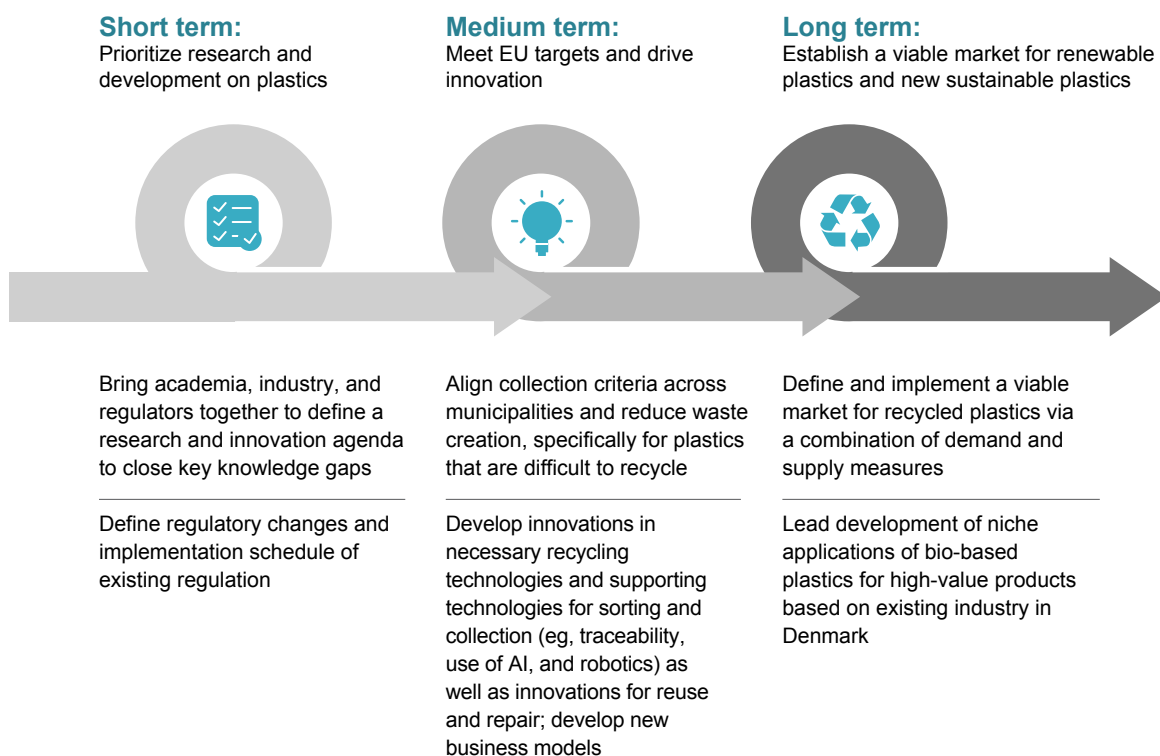 Short term:
Prioritize research and
development on plastics
Medium term:
Meet EU targets and drive
innovation
Long term:
Establish a viable market for renewable
plastics and new sustainable plastics
Bring academia, industry, and
regulators together to define a
research and innovation agenda
to close key knowledge gaps
Define regulatory changes and
implementation schedule of
existing regulation
Align collection criteria across
municipalities and reduce waste
creation, specifically for plastics
that are difficult to recycle
Develop innovations in
necessary recycling
technologies and supporting
technologies for sorting and
collection (eg, traceability,
use of AI, and robotics) as
well as innovations for reuse
and repair; develop new
business models
Define and implement a viable
market for recycled plastics via
a combination of demand and
supply measures
Lead development of niche
applications of bio-based
plastics for high-value products
based on existing industry in
Denmark